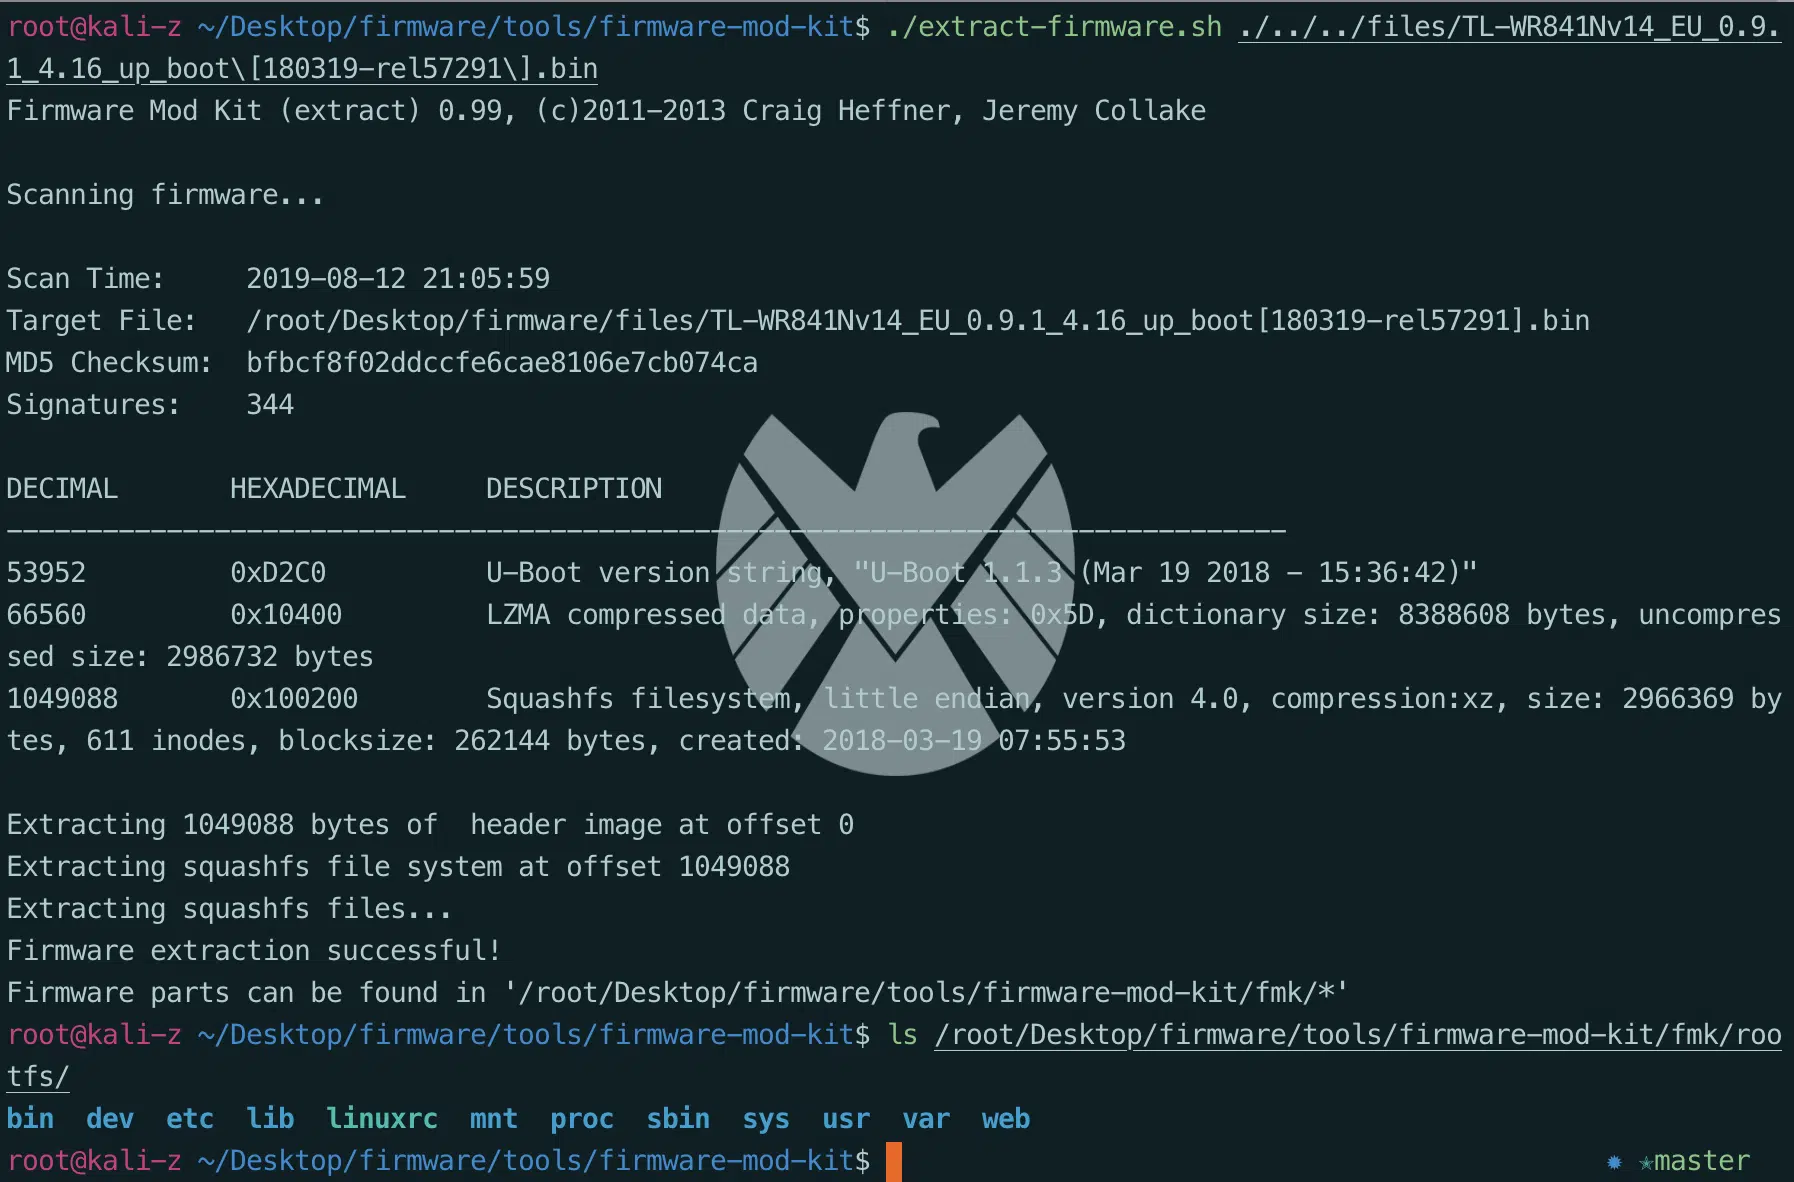 root@kali-z ~/Desktop/firmware/tools/firmware-mod-kit$ ./extract-firmware.sh ./../../files/TL-WR841Nv14_EU_0.9.
1_4.16_up_boot\[180319-rel57291\].bin
Firmware Mod Kit (extract) 0.99, (c)2011-2013 Craig Heffner, Jeremy Collake
Scanning firmware...
Scan Time:     2019-08-12 21:05:59
Target File:   /root/Desktop/firmware/files/TL-WR841Nv14_EU_0.9.1_4.16_up_boot[180319-rel57291].bin
MD5 Checksum:  bfbcf8f02ddccfe6cae8106e7cb074ca
Signatures:    344
DECIMAL       HEXADECIMAL     DESCRIPTION
--------------------------------------------------------------------------------
53952         0xD2C0          U-Boot version string, "U-Boot 1.1.3 (Mar 19 2018 - 15:36:42)"
66560         0x10400         LZMA compressed data, properties: 0x5D, dictionary size: 8388608 bytes, uncompres
sed size: 2986732 bytes
1049088       0x100200        Squashfs filesystem, little endian, version 4.0, compression:xz, size: 2966369 by
tes, 611 inodes, blocksize: 262144 bytes, created: 2018-03-19 07:55:53
Extracting 1049088 bytes of  header image at offset 0
Extracting squashfs file system at offset 1049088
Extracting squashfs files...
Firmware extraction successful!
Firmware parts can be found in '/root/Desktop/firmware/tools/firmware-mod-kit/fmk/*'
root@kali-z ~/Desktop/firmware/tools/firmware-mod-kit$ ls /root/Desktop/firmware/tools/firmware-mod-kit/fmk/roo
tfs/
bin  dev  etc  lib  linuxrc  mnt  proc  sbin  sys  usr  var  web
root@kali-z ~/Desktop/firmware/tools/firmware-mod-kit$ ✹ ✭master